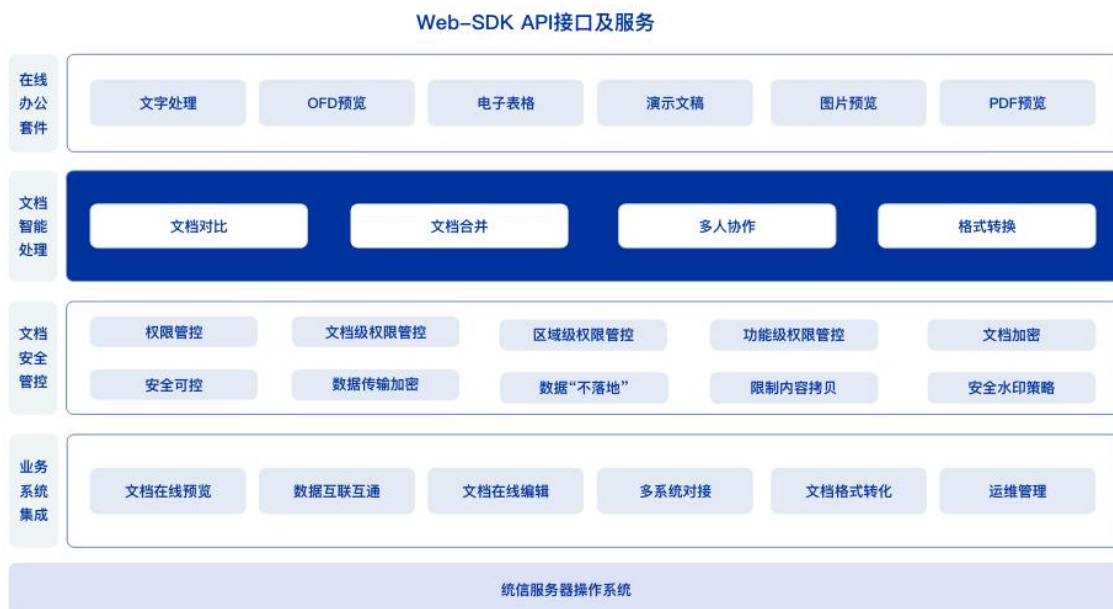 Web-SDK API接口及服务
在线
办公
套件
文字处理
OFD预览
电子表格
演示文稿
图片预览
PDF预览
文档
智能
处理
文档对比
文档合并
多人协作
格式转换
文档
安全
管控
权限管控
文档级权限管控
区域级权限管控
功能级权限管控
文档加密
安全可控
数据传输加密
数据“不落地”
限制内容拷贝
安全水印策略
业务
系统
集成
文档在线预览
数据互联互通
文档在线编辑
多系统对接
文档格式转化
运维管理
统信服务器操作系统